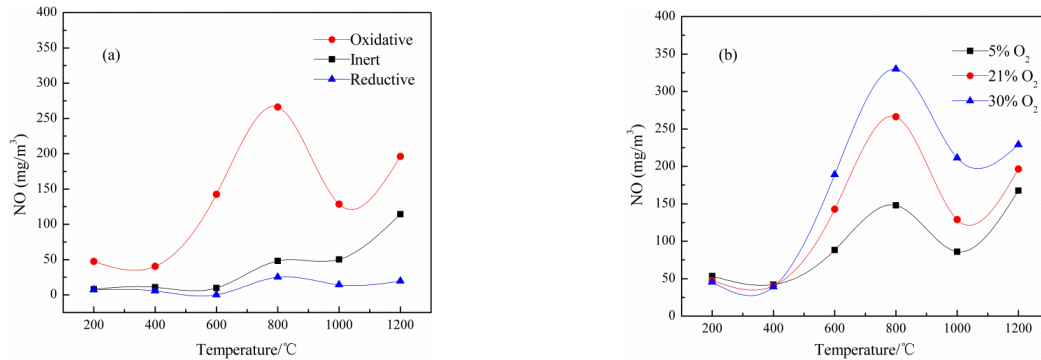 400
350
300
250
200
150
100
50
0
NO (mg/m³)
(a)
Oxidative
Inert
Reductive
200 400 600 800 1000 1200
Temperature/℃
400
350
300
250
200
150
100
50
0
NO (mg/m³)
(b)
5% O₂
21% O₂
30% O₂
200 400 600 800 1000 1200
Temperature/℃